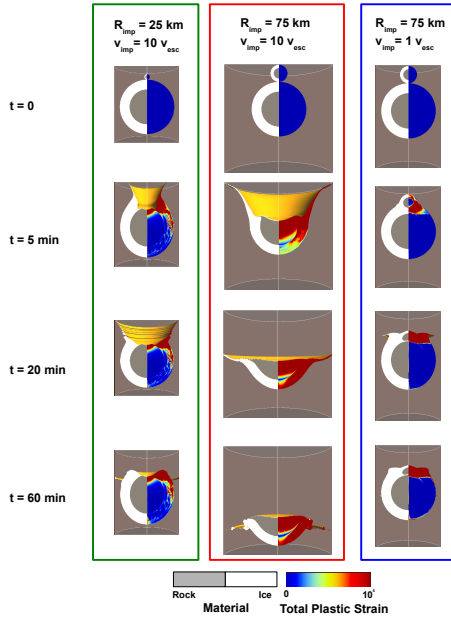 R_imp = 25 km
v_imp = 10 v_esc
R_imp = 75 km
v_imp = 10 v_esc
R_imp = 75 km
v_imp = 1 v_esc
t = 0
t = 5 min
t = 20 min
t = 60 min
Rock Ice
Material
0 10¹
Total Plastic Strain